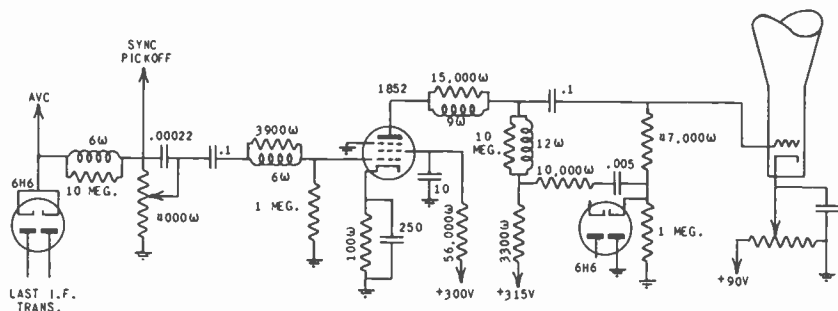 SYNC
PICKOFF
AVC
1852
15,000Ω
9Ω
.1
6Ω
.00022
.1
3900Ω
6Ω
10 MEG.
12Ω
47,000Ω
10 MEG.
6H6
4000Ω
1 MEG.
100Ω
250
10
56,000Ω
10,000Ω
.005
3300Ω
6H6
1 MEG.
+300V
+315V
+90V
LAST I.F.
TRANS.